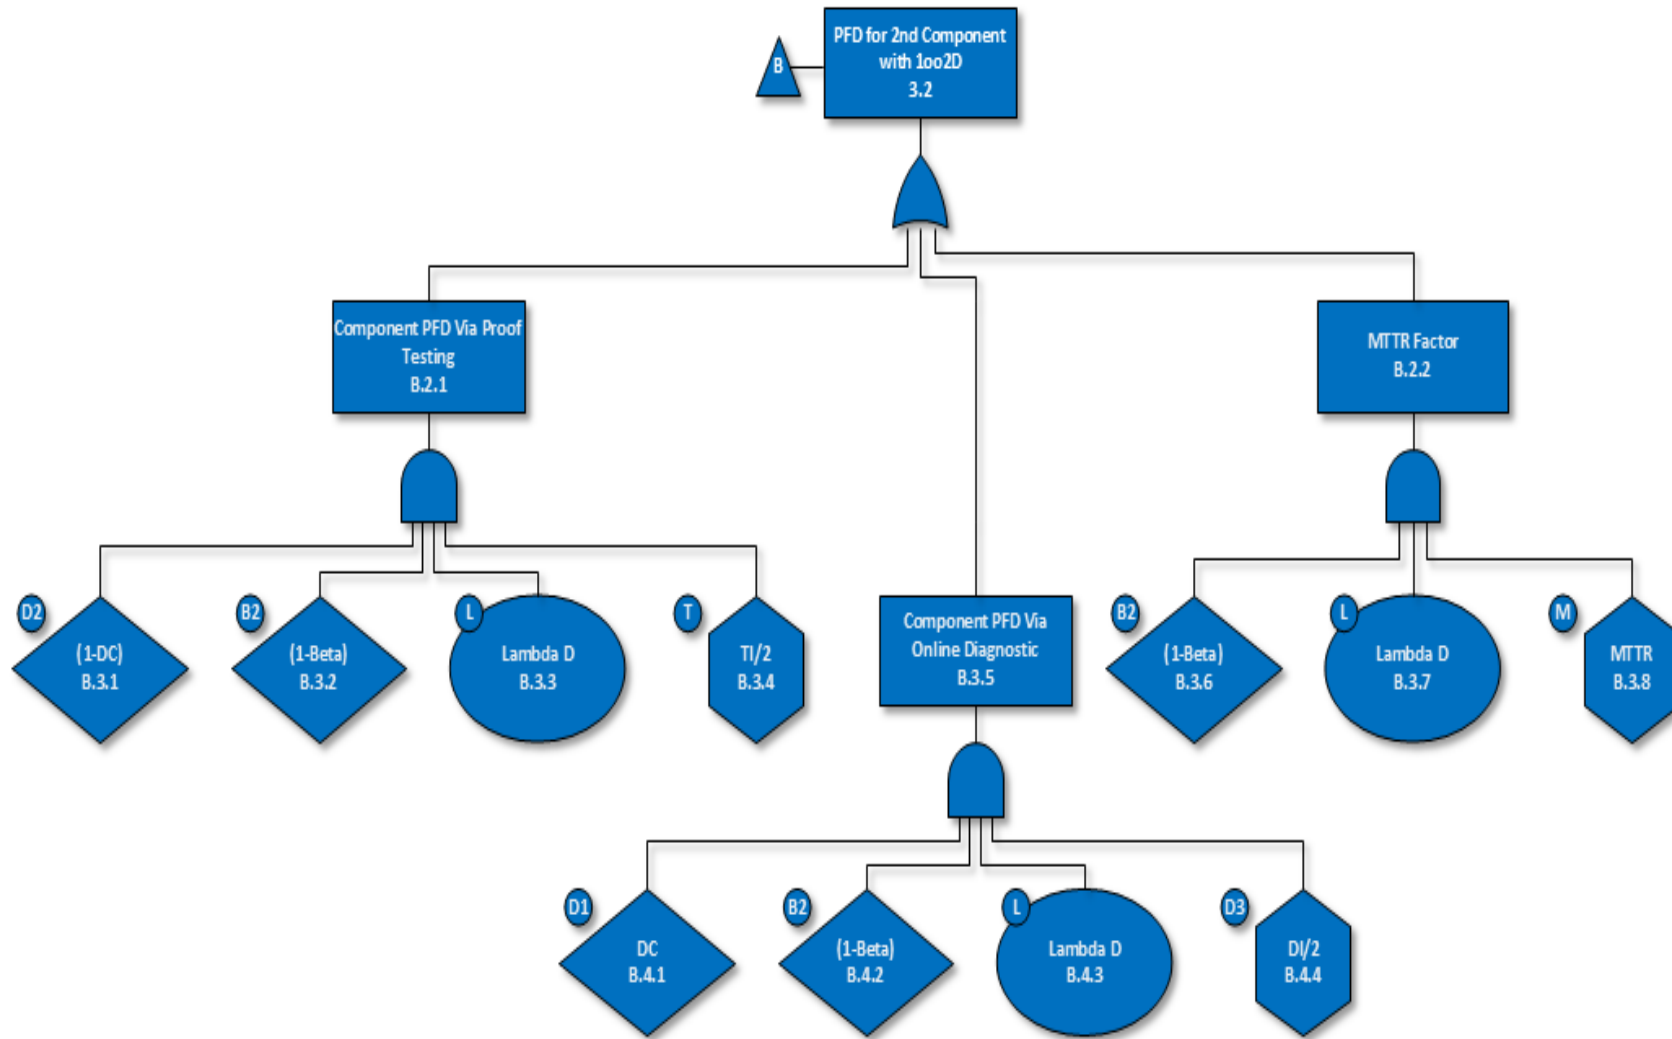 PFD for 2nd Component
with 1oo2D
3.2
B
Component PFD Via Proof
Testing
B.2.1
MTTR Factor
B.2.2
D2
(1-DC)
B.3.1
B2
(1-Beta)
B.3.2
L
Lambda D
B.3.3
T
TI/2
B.3.4
Component PFD Via
Online Diagnostic
B.3.5
B2
(1-Beta)
B.3.6
L
Lambda D
B.3.7
M
MTTR
B.3.8
D1
DC
B.4.1
B2
(1-Beta)
B.4.2
L
Lambda D
B.4.3
D3
DI/2
B.4.4